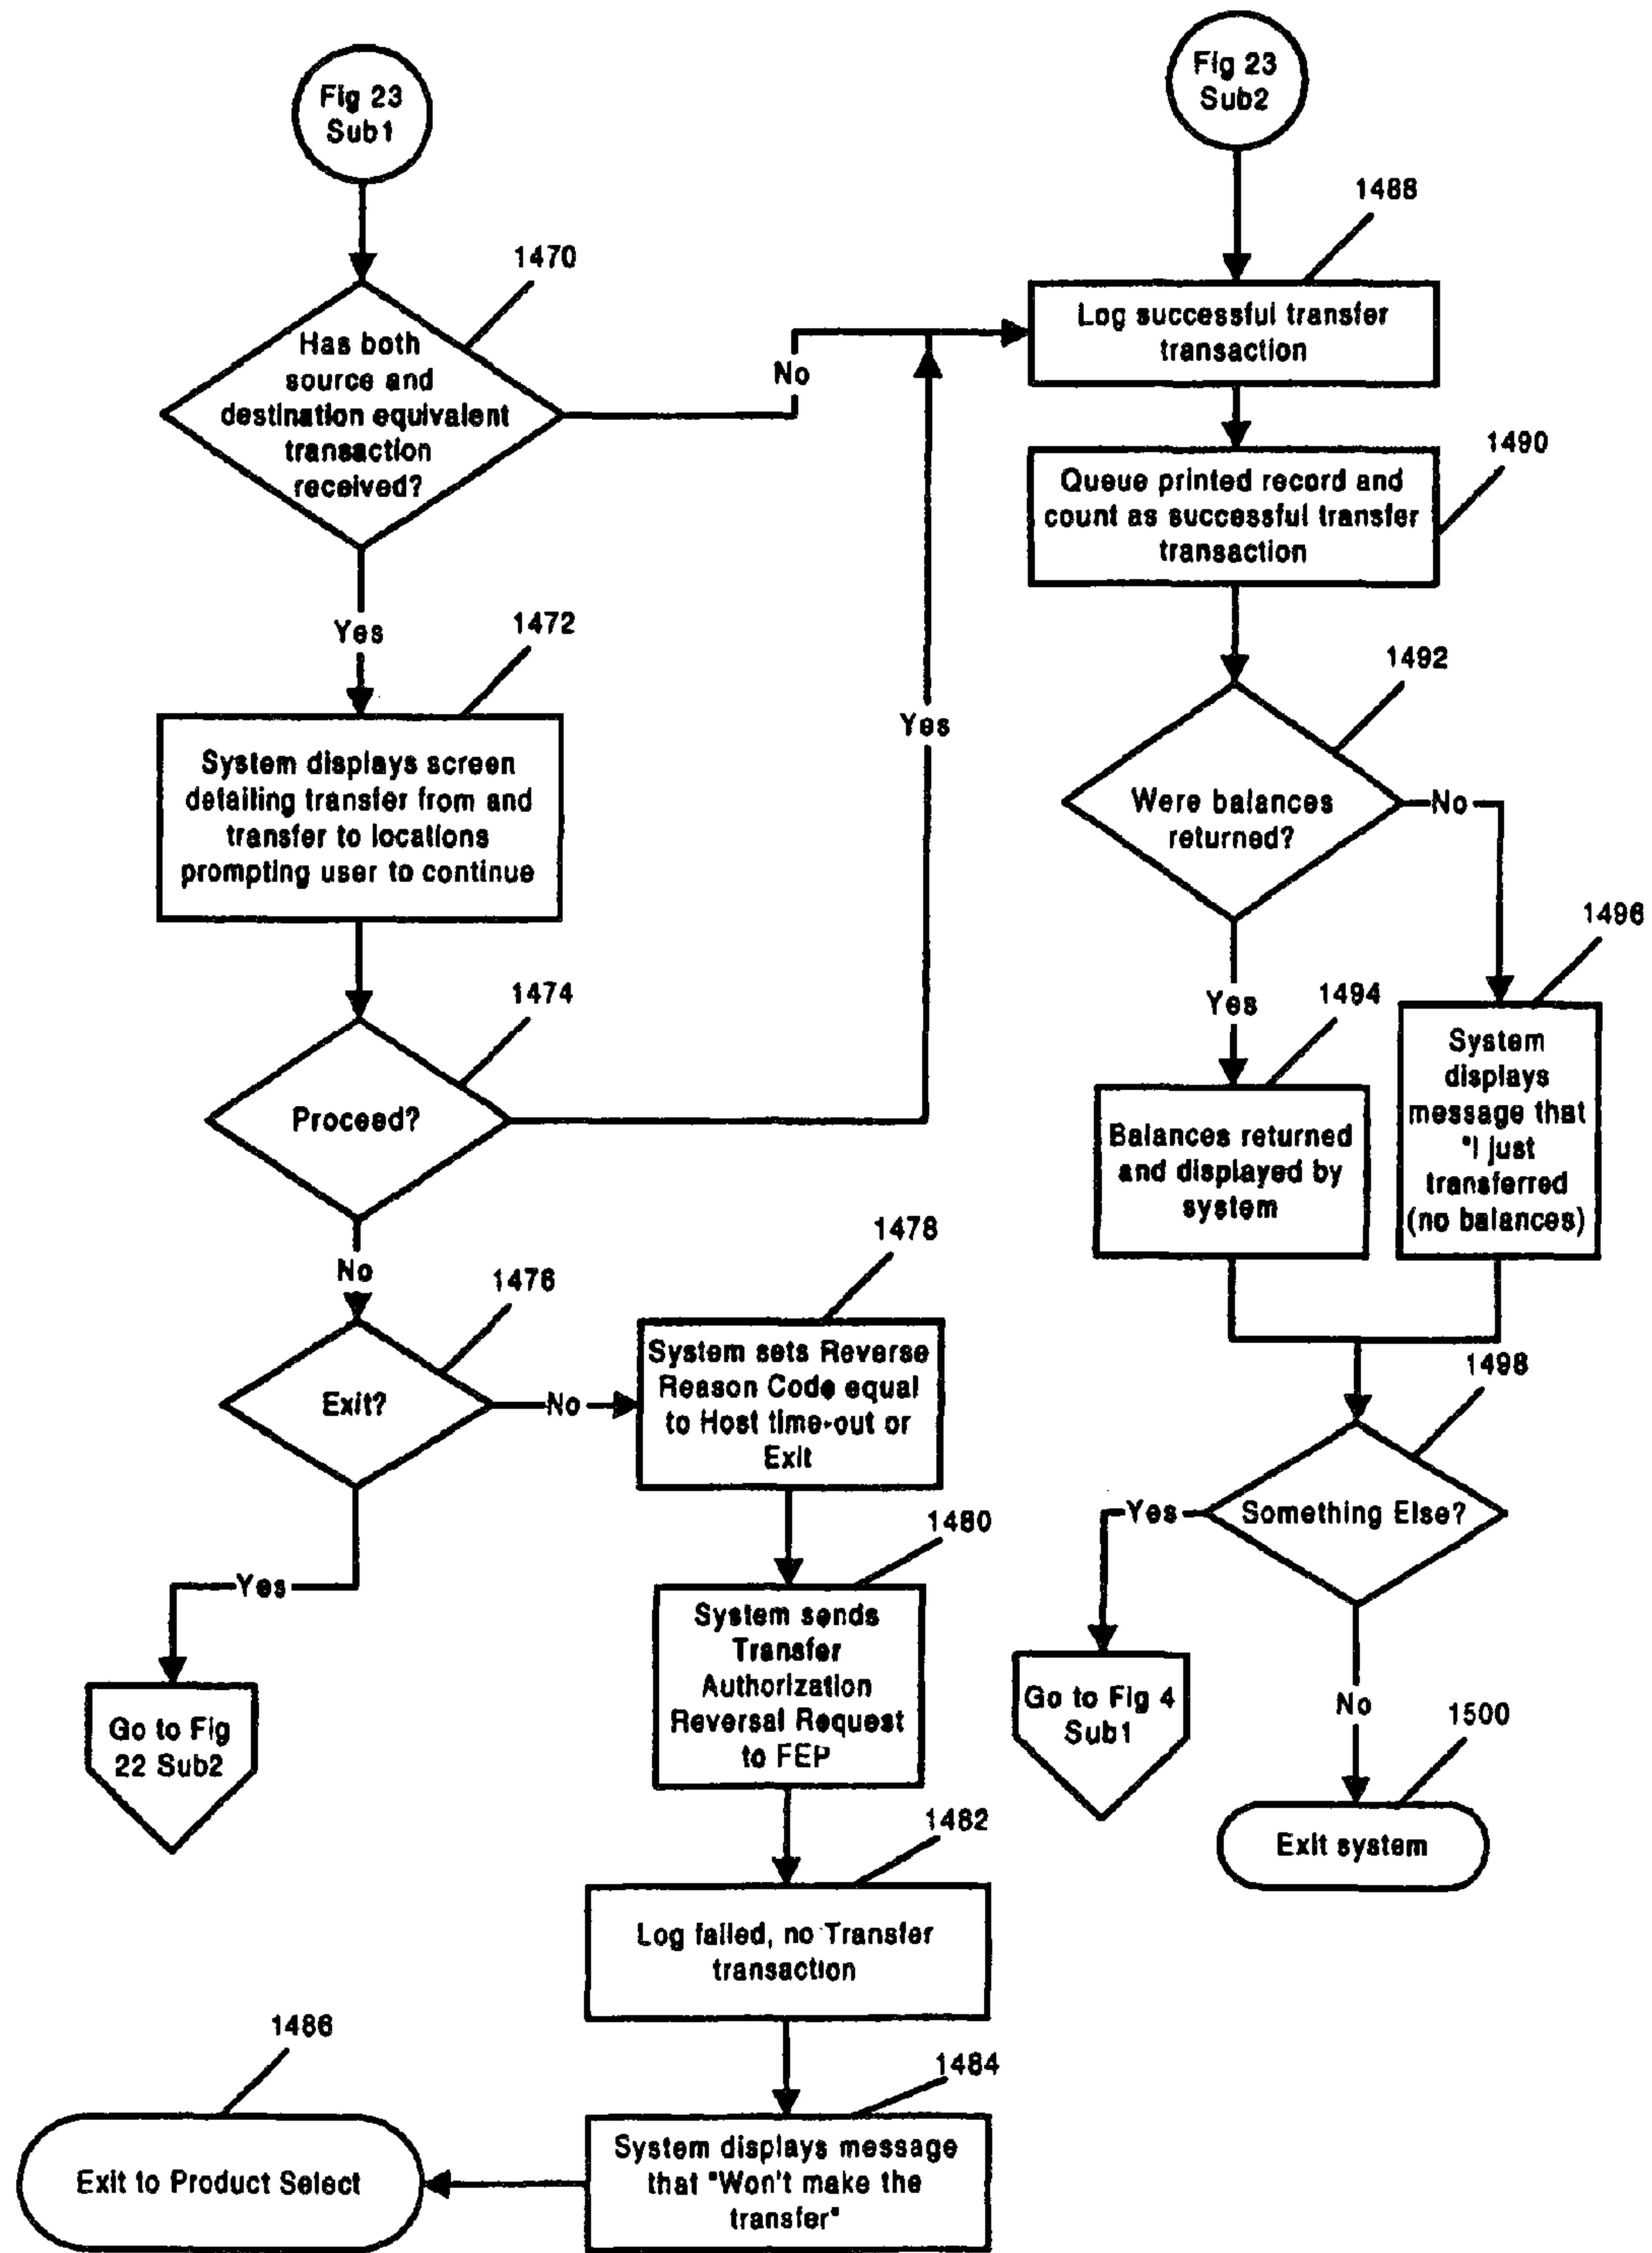 Fig 23
Sub1
1470
Has both
source and
destination equivalent
transaction
received?
No
Yes
1472
System displays screen
detailing transfer from and
transfer to locations
prompting user to continue
1474
Proceed?
Yes
No
1476
Exit?
No
Yes
Go to Fig
22 Sub2
1478
System sets Reverse
Reason Code equal
to Host time-out or
Exit
1480
System sends
Transfer
Authorization
Reversal Request
to FEP
1482
Log failed, no Transfer
transaction
1484
System displays message
that "Won't make the
transfer"
1486
Exit to Product Select
Fig 23
Sub2
1488
Log successful transfer
transaction
1490
Queue printed record and
count as successful transfer
transaction
1492
Were balances
returned?
No
Yes
1494
Balances returned
and displayed by
system
1496
System
displays
message that
"I just
transferred
(no balances)
1498
Something Else?
Yes
Go to Fig 4
Sub1
No
1500
Exit system